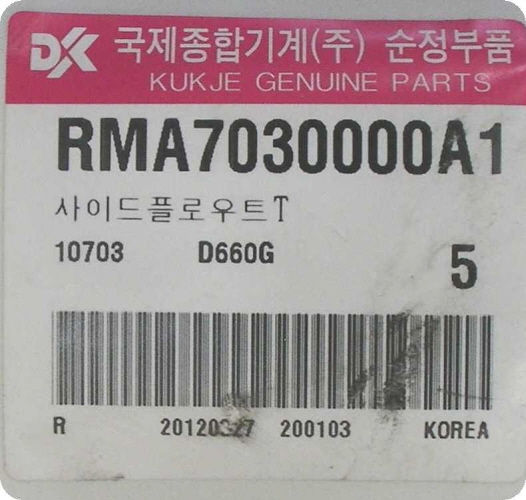 DK 국제종합기계(주) 순정부품
KUKJE GENUINE PARTS
RMA7030000A1
사이드플로우트T
10703 D660G 5
R 200103 KOREA